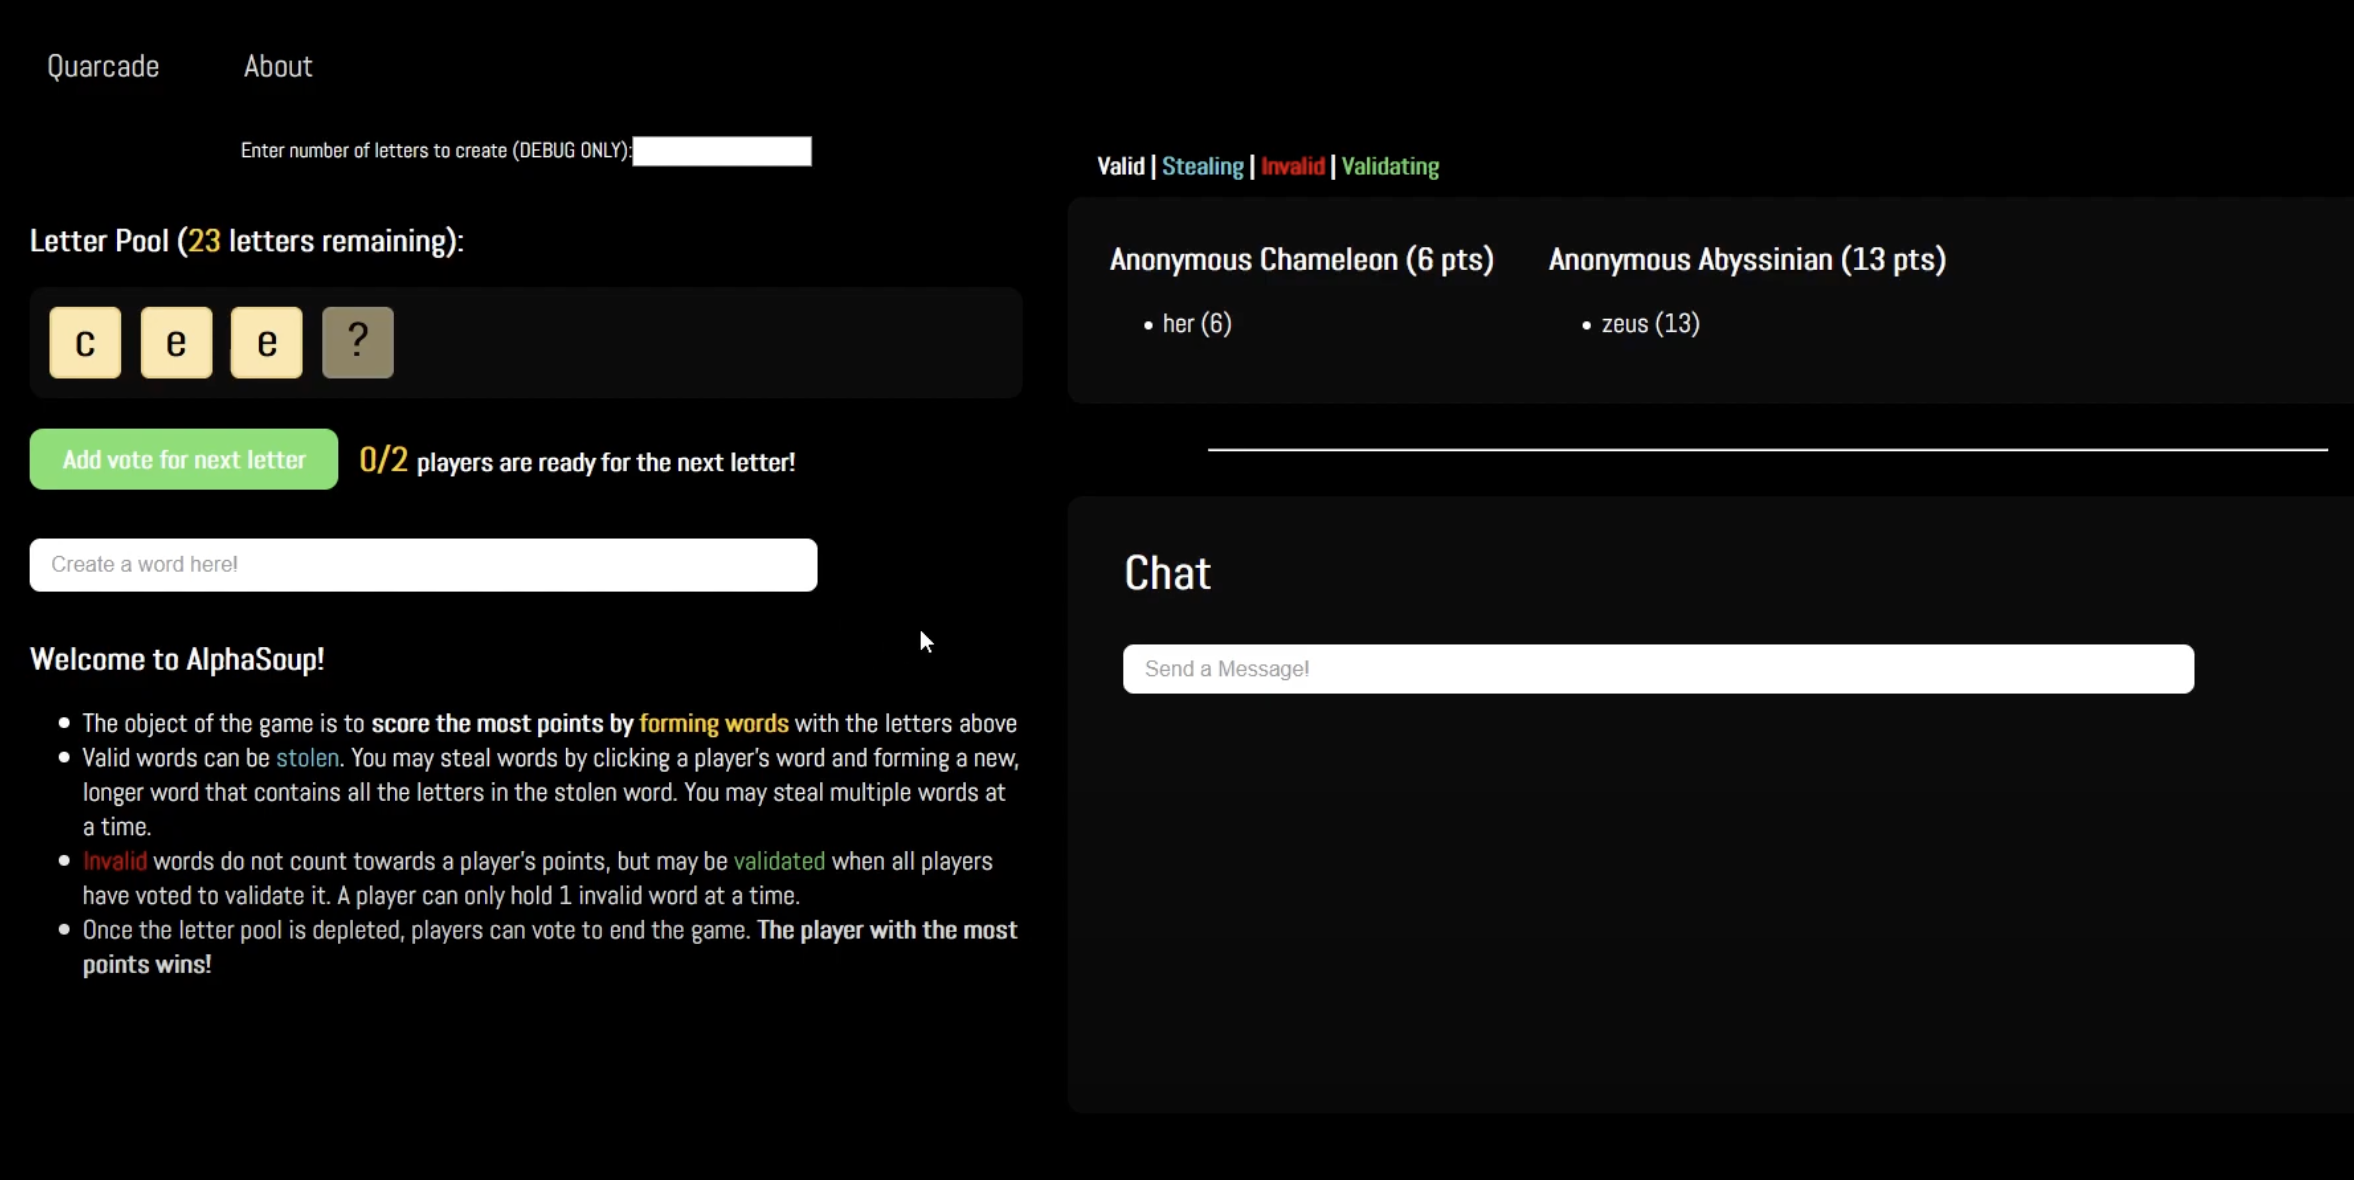 Quarcade About
Enter number of letters to create (DEBUG ONLY):
Letter Pool (23 letters remaining):
c e e ?
Add vote for next letter 0/2 players are ready for the next letter!
Create a word here!
Welcome to AlphaSoup!
• The object of the game is to score the most points by forming words with the letters above
• Valid words can be stolen. You may steal words by clicking a player's word and forming a new,
longer word that contains all the letters in the stolen word. You may steal multiple words at
a time.
• Invalid words do not count towards a player's points, but may be validated when all players
have voted to validate it. A player can only hold 1 invalid word at a time.
• Once the letter pool is depleted, players can vote to end the game. The player with the most
points wins!
Valid | Stealing | Invalid | Validating
Anonymous Chameleon (6 pts)
• her (6)
Anonymous Abyssinian (13 pts)
• zeus (13)
Chat
Send a Message!